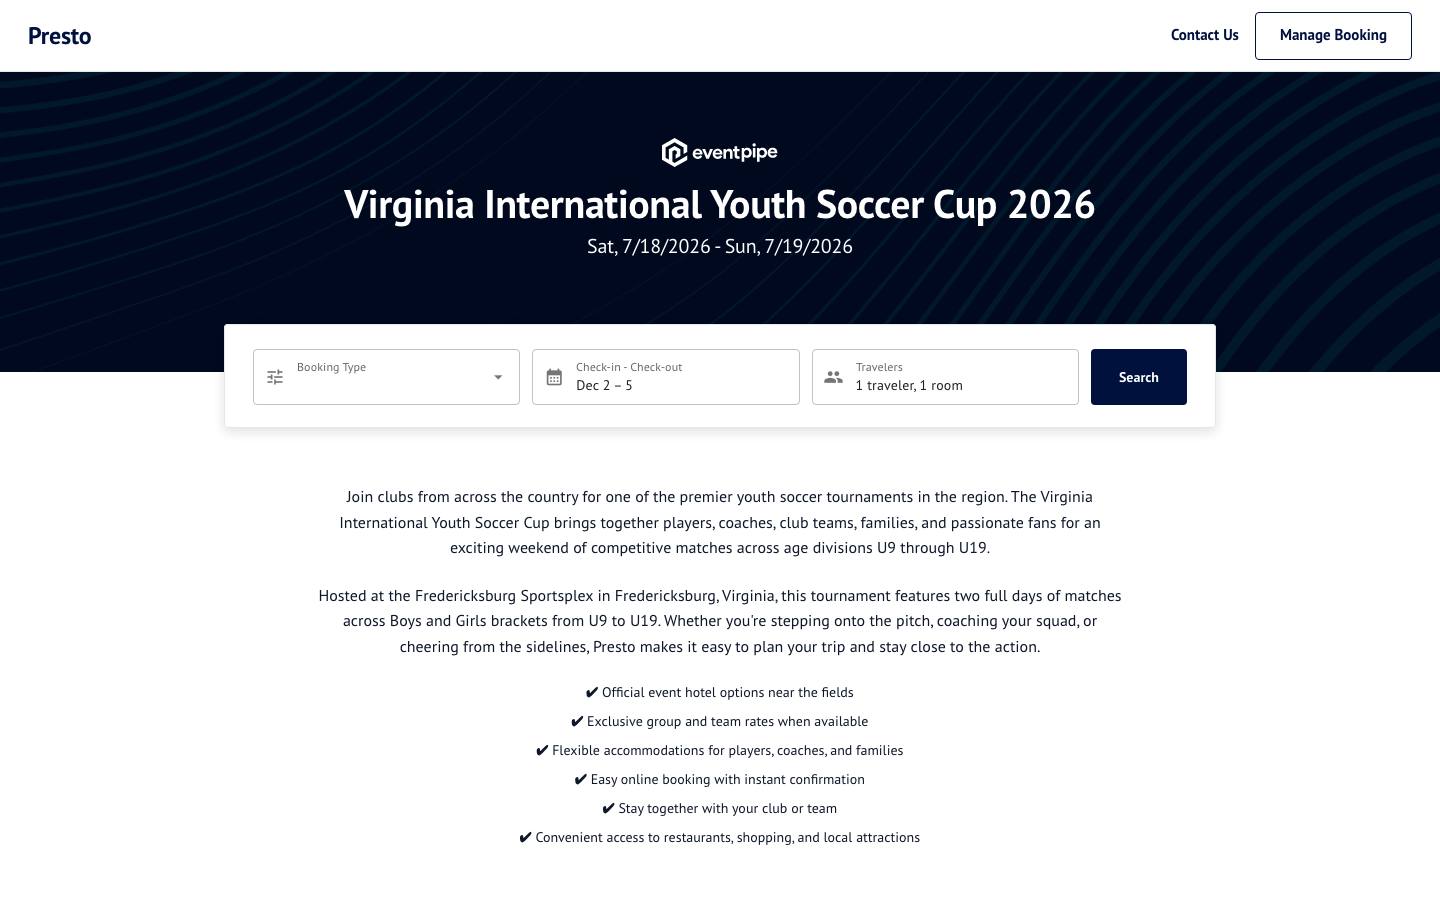 Presto
Contact Us
Manage Booking
eventpipe
Virginia International Youth Soccer Cup 2026
Sat, 7/18/2026 - Sun, 7/19/2026
Booking Type
Check-in - Check-out
Dec 2 – 5
Travelers
1 traveler, 1 room
Search
Join clubs from across the country for one of the premier youth soccer tournaments in the region. The Virginia
International Youth Soccer Cup brings together players, coaches, club teams, families, and passionate fans for an
exciting weekend of competitive matches across age divisions U9 through U19.
Hosted at the Fredericksburg Sportsplex in Fredericksburg, Virginia, this tournament features two full days of matches
across Boys and Girls brackets from U9 to U19. Whether you're stepping onto the pitch, coaching your squad, or
cheering from the sidelines, Presto makes it easy to plan your trip and stay close to the action.
✔ Official event hotel options near the fields
✔ Exclusive group and team rates when available
✔ Flexible accommodations for players, coaches, and families
✔ Easy online booking with instant confirmation
✔ Stay together with your club or team
✔ Convenient access to restaurants, shopping, and local attractions